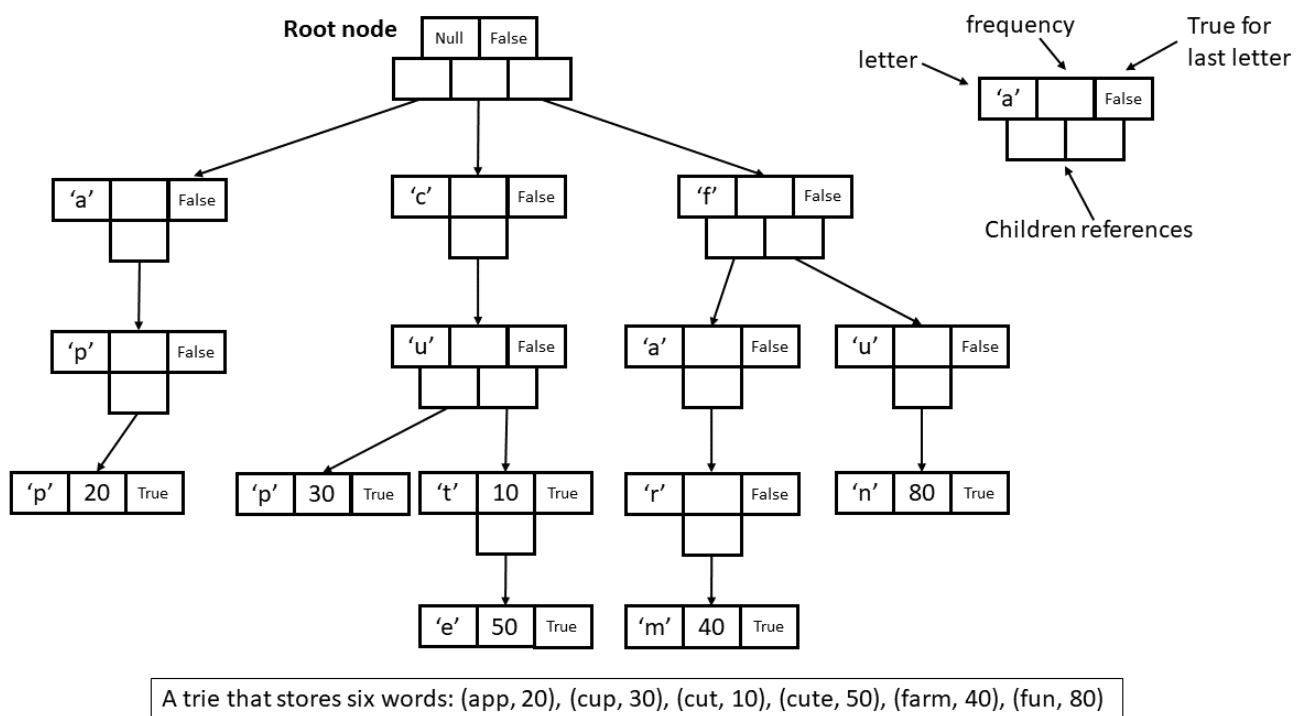 Root node
Null False
frequency
True for
last letter
letter
'a' False
Children references
'a' False
'c' False
'f' False
'p' False
'u' False
'a' False
'u' False
'p' 20 True
'p' 30 True
't' 10 True
'r' False
'n' 80 True
'e' 50 True
'm' 40 True
A trie that stores six words: (app, 20), (cup, 30), (cut, 10), (cute, 50), (farm, 40), (fun, 80)